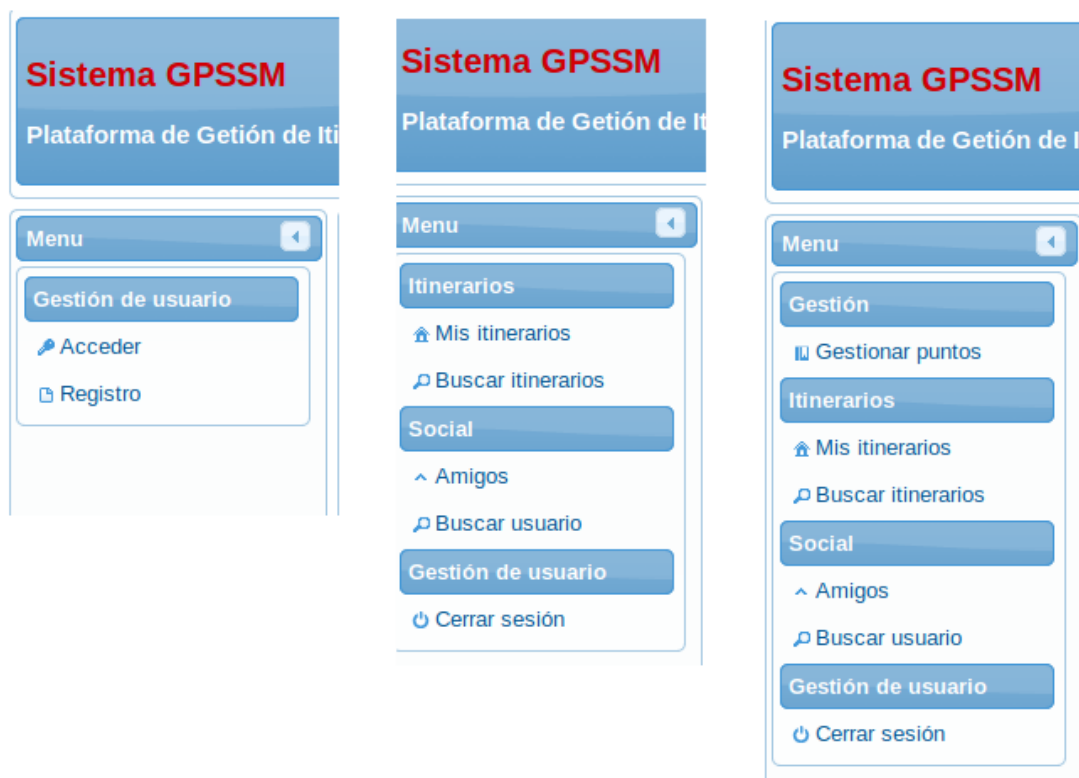 Sistema GPSSM
Plataforma de Getión de Iti
Menu
Gestión de usuario
Acceder
Registro
Sistema GPSSM
Plataforma de Getión de It
Menu
Itinerarios
Mis itinerarios
Buscar itinerarios
Social
Amigos
Buscar usuario
Gestión de usuario
Cerrar sesión
Sistema GPSSM
Plataforma de Getión de I
Menu
Gestión
Gestionar puntos
Itinerarios
Mis itinerarios
Buscar itinerarios
Social
Amigos
Buscar usuario
Gestión de usuario
Cerrar sesión